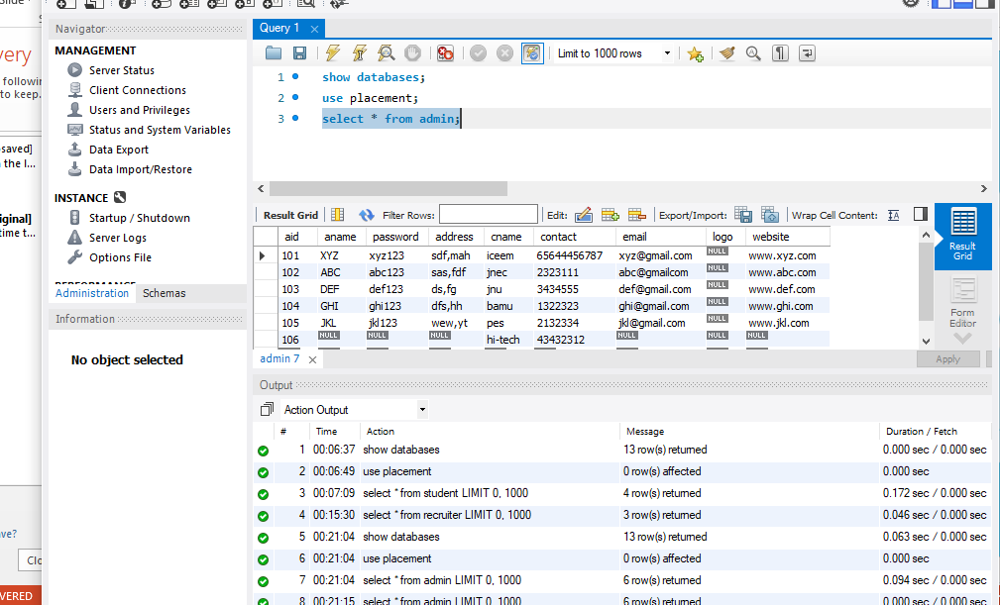 Slide
very
followin
to keep.
saved]
the l...
iginal]
time t...
ve?
Clo
VERED
Navigator
MANAGEMENT
Server Status
Client Connections
Users and Privileges
Status and System Variables
Data Export
Data Import/Restore
INSTANCE
Startup / Shutdown
Server Logs
Options File
PERFORMANCE
Administration Schemas
Information
No object selected
Query 1
Limit to 1000 rows
1 show databases;
2 use placement;
3 select * from admin;
Result Grid Filter Rows: Edit: Export/Import: Wrap Cell Content:
aid aname password address cname contact email logo website
101 XYZ xyz123 sdf,mah iceem 65644456787 xyz@gmail.com NULL www.xyz.com
102 ABC abc123 sas,fdf jnec 2323111 abc@gmailcom NULL www.abc.com
103 DEF def123 ds,fg jnu 3434555 def@gmail.com NULL www.def.com
104 GHI ghi123 dfs,hh bamu 1322323 ghi@gmail.com NULL www.ghi.com
105 JKL jkl123 wew,yt pes 2132334 jkl@gmail.com NULL www.jkl.com
106 NULL NULL NULL hi-tech 43432312 NULL NULL NULL
Result
Grid
Form
Editor
admin 7
Apply
Output
Action Output
# Time Action Message Duration / Fetch
1 00:06:37 show databases 13 row(s) returned 0.000 sec / 0.000 sec
2 00:06:49 use placement 0 row(s) affected 0.000 sec
3 00:07:09 select * from student LIMIT 0, 1000 4 row(s) returned 0.172 sec / 0.000 sec
4 00:15:30 select * from recruiter LIMIT 0, 1000 3 row(s) returned 0.046 sec / 0.000 sec
5 00:21:04 show databases 13 row(s) returned 0.063 sec / 0.000 sec
6 00:21:04 use placement 0 row(s) affected 0.000 sec
7 00:21:04 select * from admin LIMIT 0, 1000 6 row(s) returned 0.094 sec / 0.000 sec
8 00:21:15 select * from admin LIMIT 0, 1000 6 row(s) returned 0.000 sec / 0.000 sec